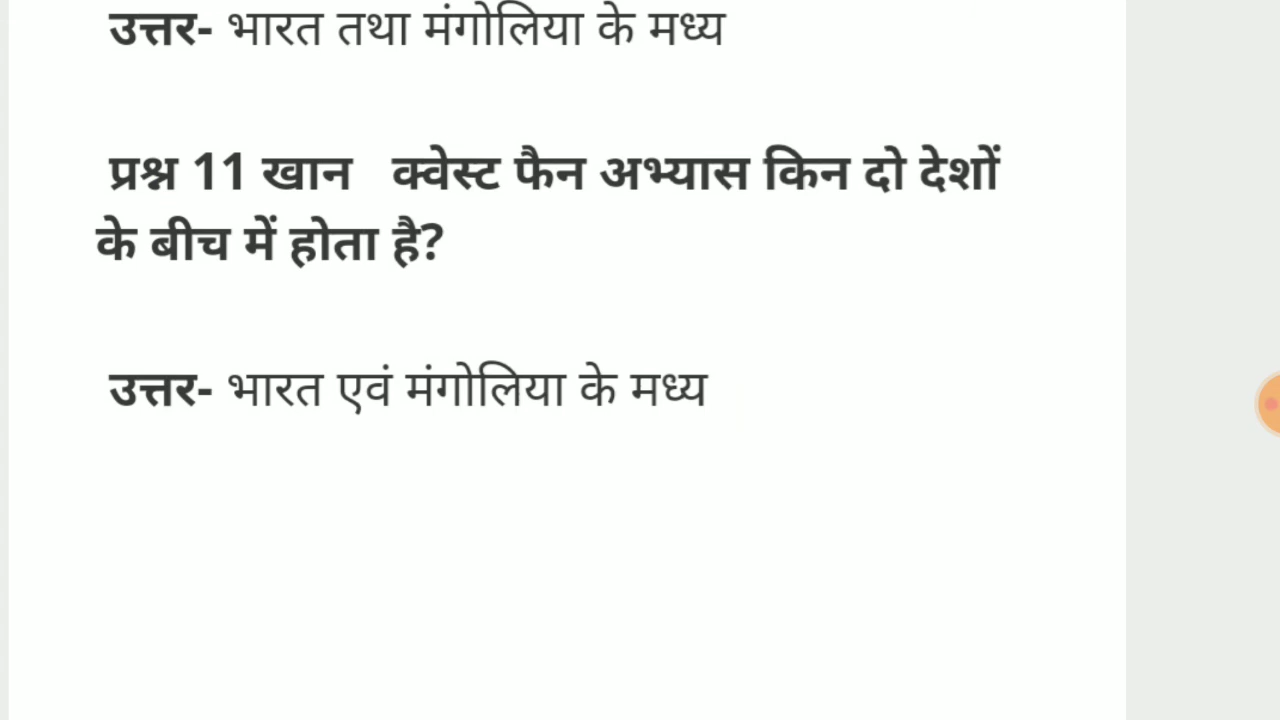 उत्तर- भारत तथा मंगोलिया के मध्य
प्रश्न 11 खान क्वेस्ट फैन अभ्यास किन दो देशों
के बीच में होता है?
उत्तर- भारत एवं मंगोलिया के मध्य